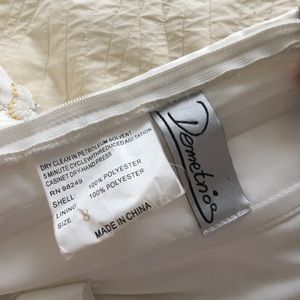 DRY CLEAN IN PETROLEUM SOLVENT
5 MINUTE CYCLE WITH REDUCED AGITATION
CABINET DRY-HAND PRESS
RN 98249
SHELL: 100% POLYESTER
LINING: 100% POLYESTER
SIZE 8
MADE IN CHINA
Demetrios